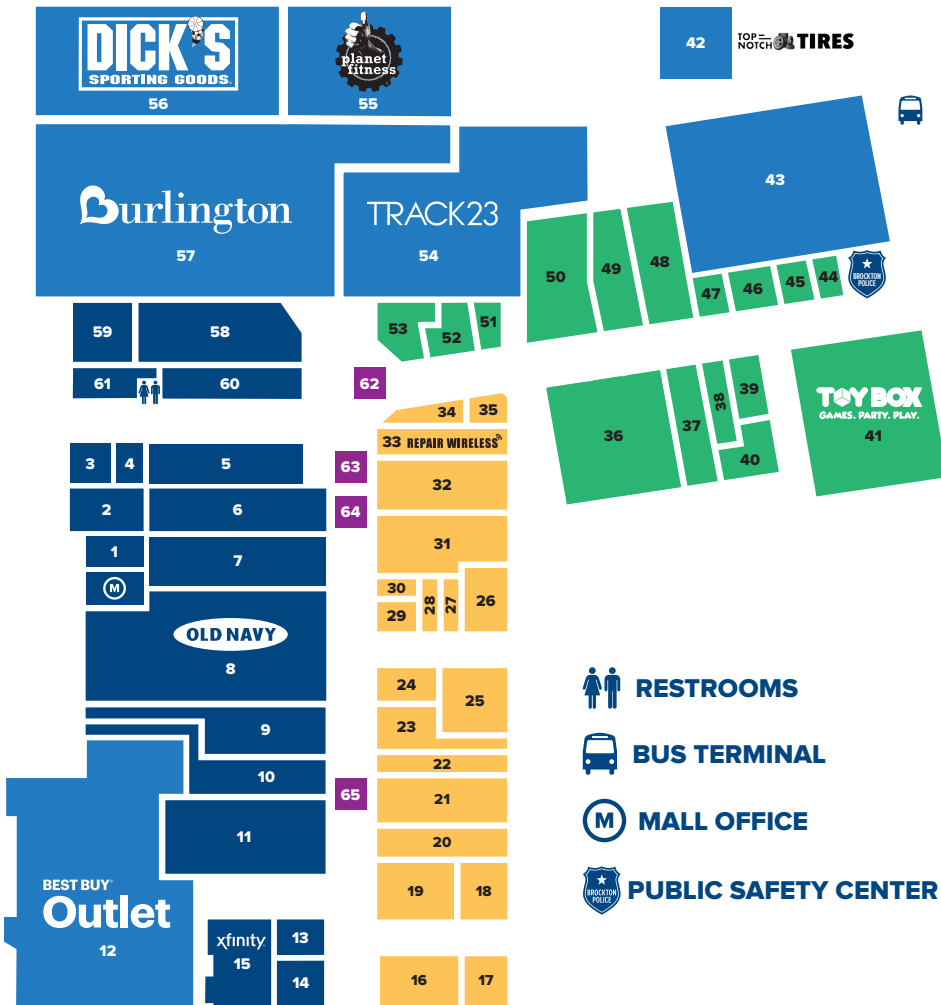 DICK'S
SPORTING GOODS.
56
planet
fitness
55
42
TOP
NOTCH TIRES
Burlington
57
TRACK23
54
43
50
49
48
47
46
45
44
BROCKTON
POLICE
59
58
53
52
51
61
60
62
34
35
33 REPAIR WIRELESS
36
37
38
39
40
TOY BOX
GAMES. PARTY. PLAY.
41
3
4
5
63
32
2
6
64
1
7
31
M
30
29
28
27
26
OLD NAVY
8
24
25
23
9
22
10
65
21
11
20
19
18
BEST BUY
Outlet
12
xfinity
15
13
14
16
17
RESTROOMS
BUS TERMINAL
M MALL OFFICE
BROCKTON
POLICE
PUBLIC SAFETY CENTER